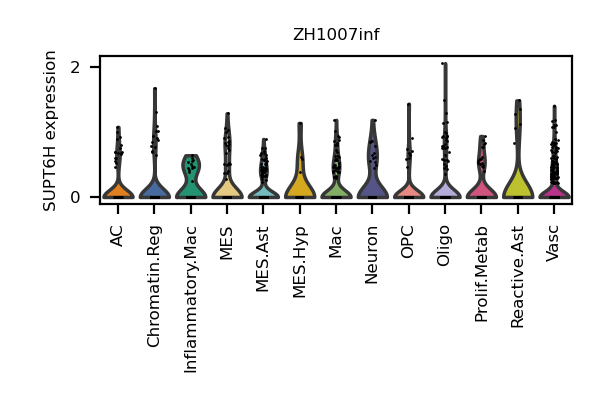 ZH1007inf
SUPT6H expression
2
0
AC
Chromatin.Reg
Inflammatory.Mac
MES
MES.Ast
MES.Hyp
Mac
Neuron
OPC
Oligo
Prolif.Metab
Reactive.Ast
Vasc